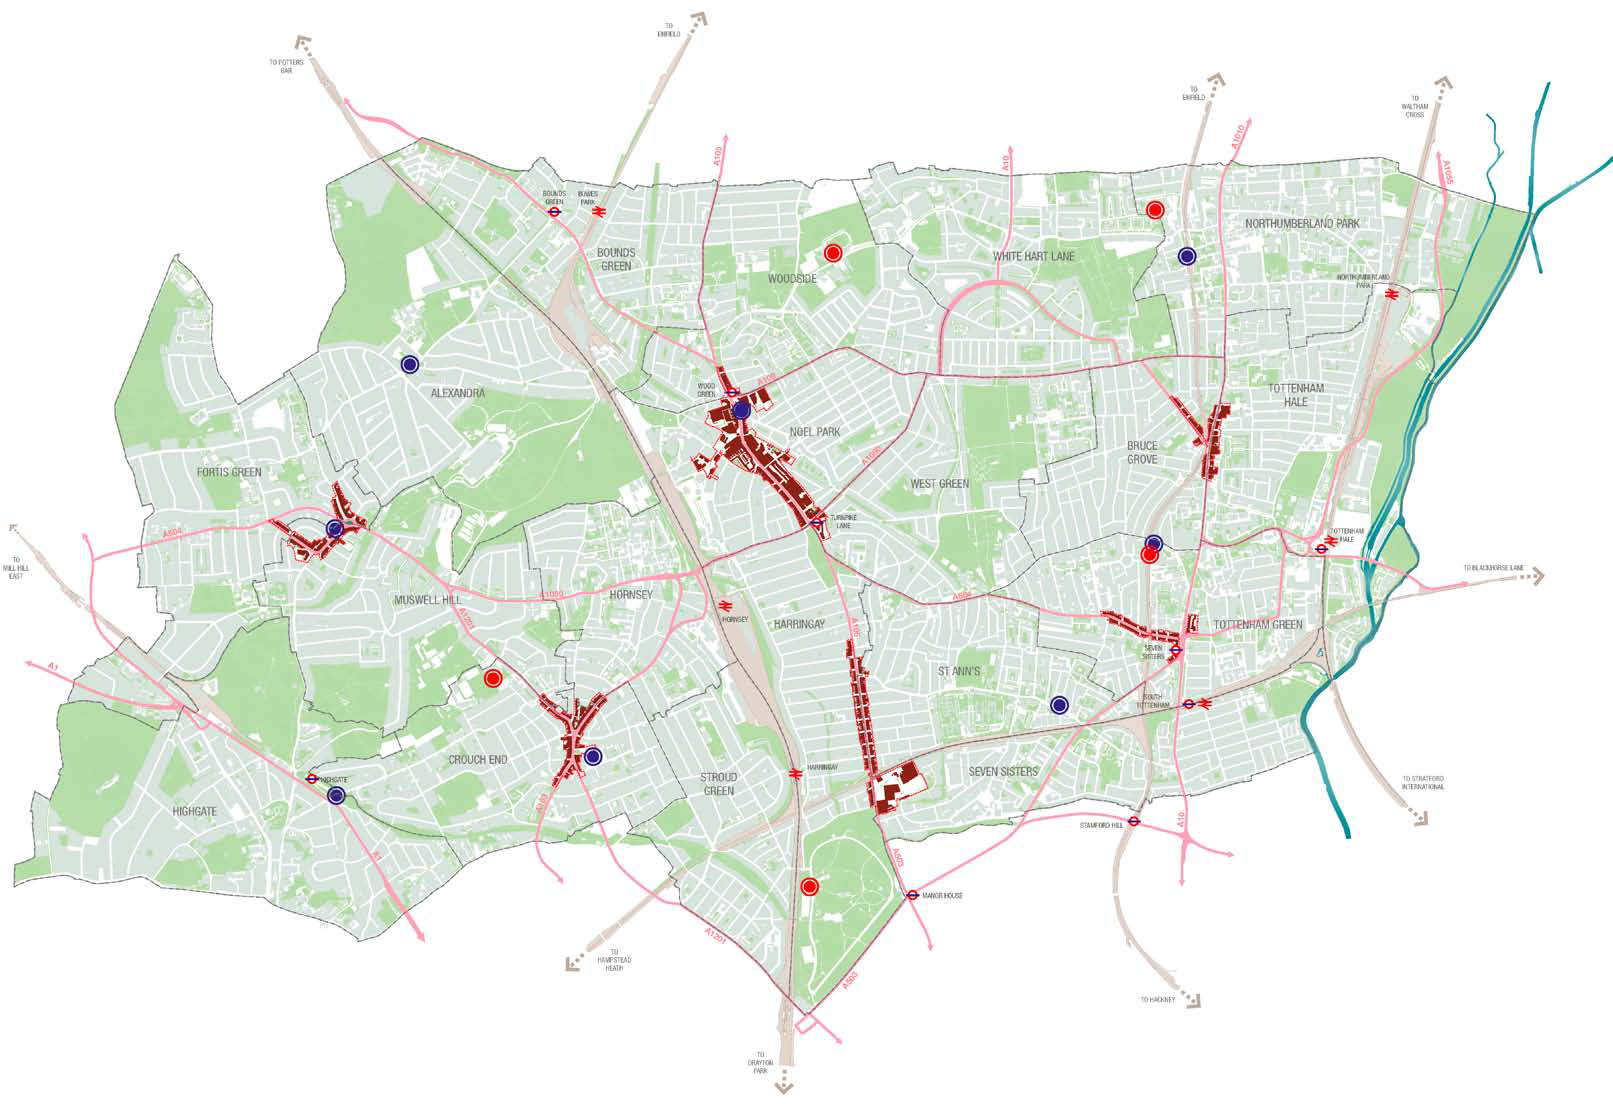 TO
ENFIELD
TO POTTERS
BAR
TO
ENFIELD
TO
WALTHAM
CROSS
A1010
A109
A10
A1055
BOUNDS
GREEN
BOWES
PARK
NORTHUMBERLAND PARK
BOUNDS
GREEN
WHITE HART LANE
WOODSIDE
NORTHUMBERLAND
PARK
WOOD
GREEN
A109
ALEXANDRA
TOTTENHAM
HALE
NOEL PARK
BRUCE
GROVE
A1080
FORTIS GREEN
WEST GREEN
TURNPIKE
LANE
A504
TOTTENHAM
HALE
TO
MILL HILL
EAST
TO BLACKHORSE LANE
MUSWELL HILL
A1080
HORNSEY
A504
A1201
HORNSEY
HARRINGAY
A105
TOTTENHAM GREEN
SEVEN
SISTERS
A1
ST ANN'S
SOUTH
TOTTENHAM
CROUCH END
STROUD
GREEN
HARRINGAY
SEVEN SISTERS
HIGHGATE
TO STRATFORD
INTERNATIONAL
A103
HIGHGATE
STAMFORD HILL
A10
A1
A503
MANOR HOUSE
A1201
TO
HAMPSTEAD
HEATH
A503
TO HACKNEY
TO
DRAYTON
PARK